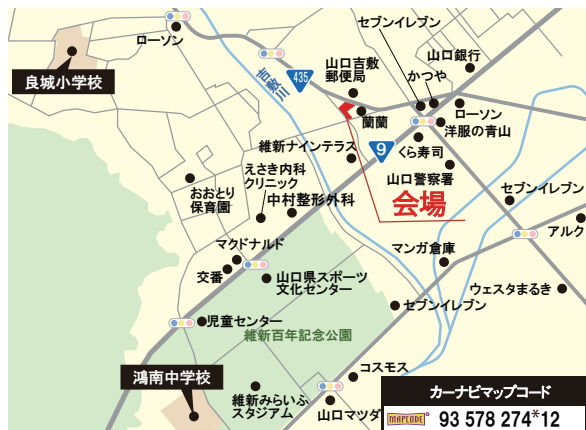 ローソン
良城小学校
吉敷川
435
山口吉敷
郵便局
セブンイレブン
山口銀行
かつや
蘭蘭
ローソン
洋服の青山
維新ナインテラス
9
くら寿司
山口警察署
えさき内科
クリニック
おおとり
保育園
中村整形外科
会場
セブンイレブン
アルク
マクドナルド
マンガ倉庫
交番
山口県スポーツ
文化センター
ウェスタまるき
セブンイレブン
児童センター
維新百年記念公園
鴻南中学校
コスモス
維新みらいふ
スタジアム
山口マツダ
カーナビマップコード
MAPCODE 93 578 274*12